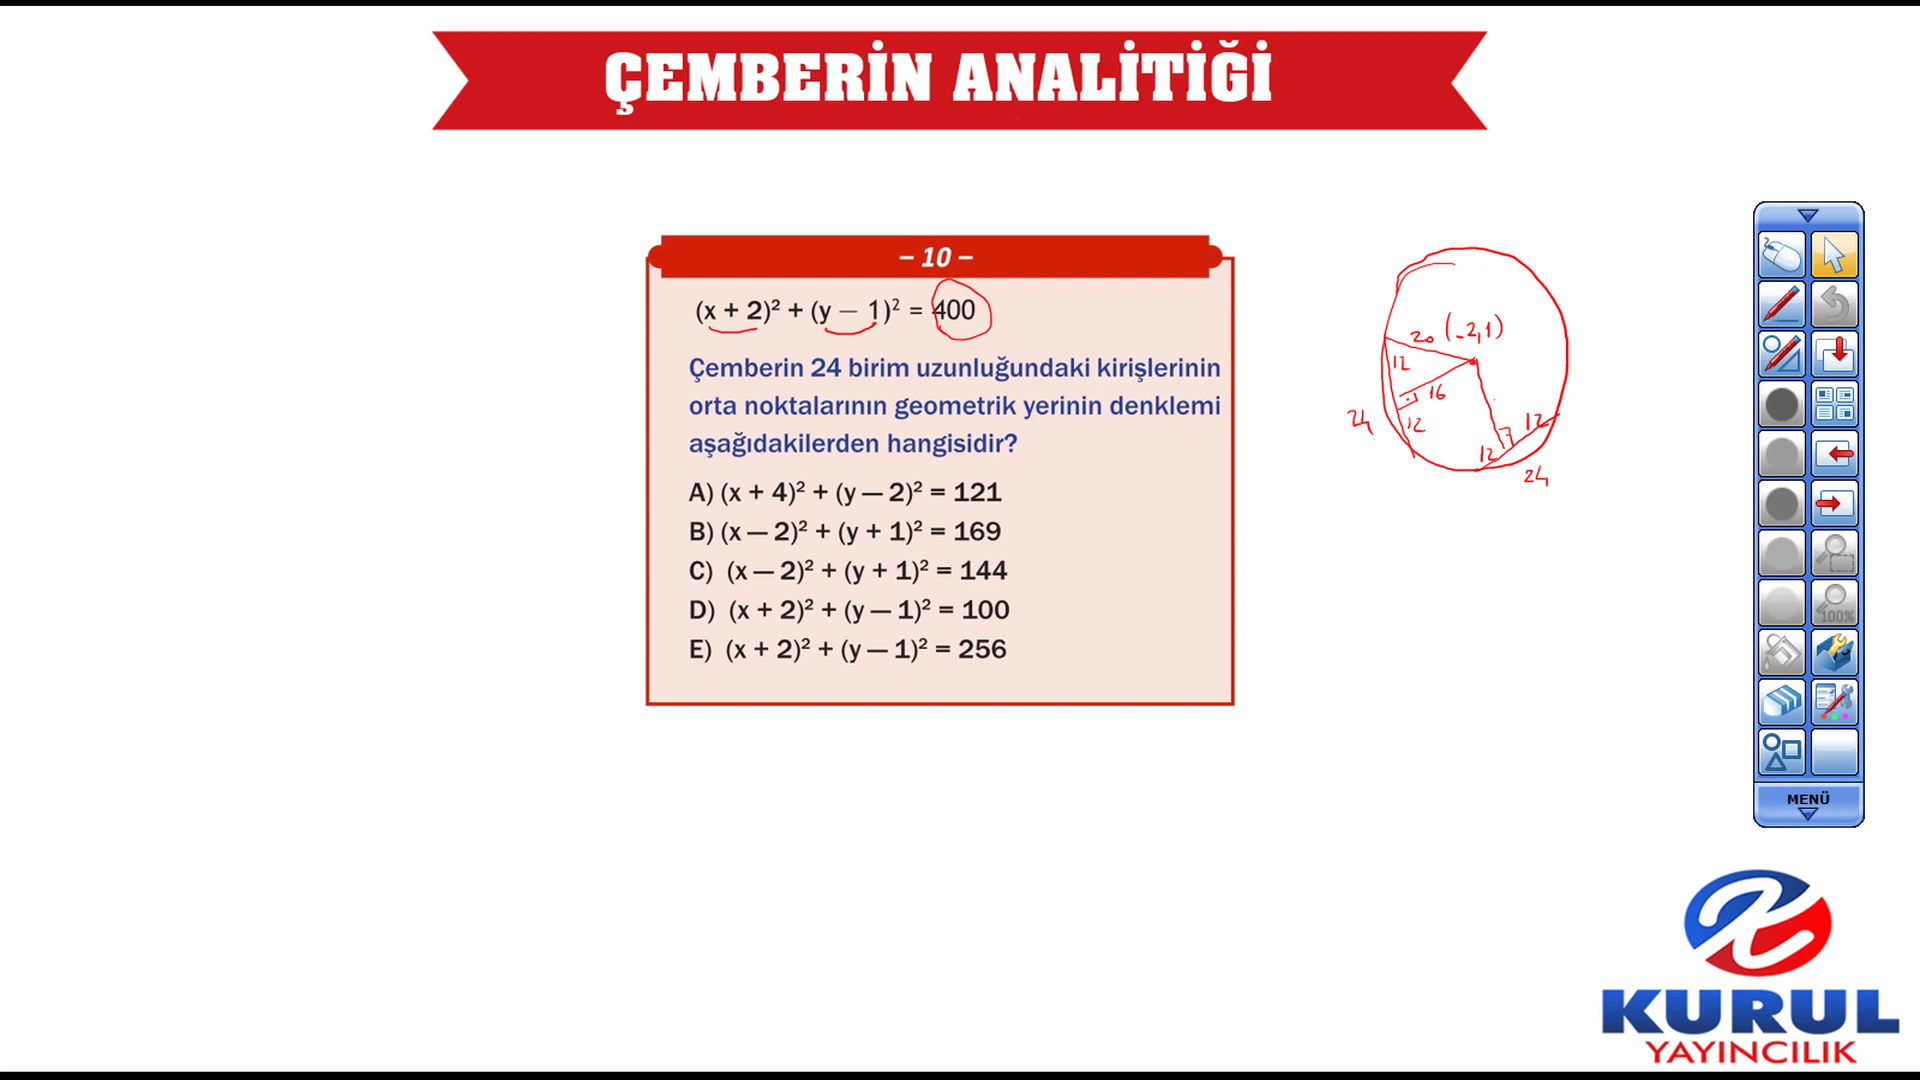 ÇEMBERİN ANALİTİĞİ
– 10 –
(x + 2)² + (y – 1)² = 400
Çemberin 24 birim uzunluğundaki kirişlerinin
orta noktalarının geometrik yerinin denklemi
aşağıdakilerden hangisidir?
A) (x + 4)² + (y – 2)² = 121
B) (x – 2)² + (y + 1)² = 169
C) (x – 2)² + (y + 1)² = 144
D) (x + 2)² + (y – 1)² = 100
E) (x + 2)² + (y – 1)² = 256
20 (-2,1)
12
16
24 12 12
12
24
100%
MENÜ
KURUL
YAYINCILIK